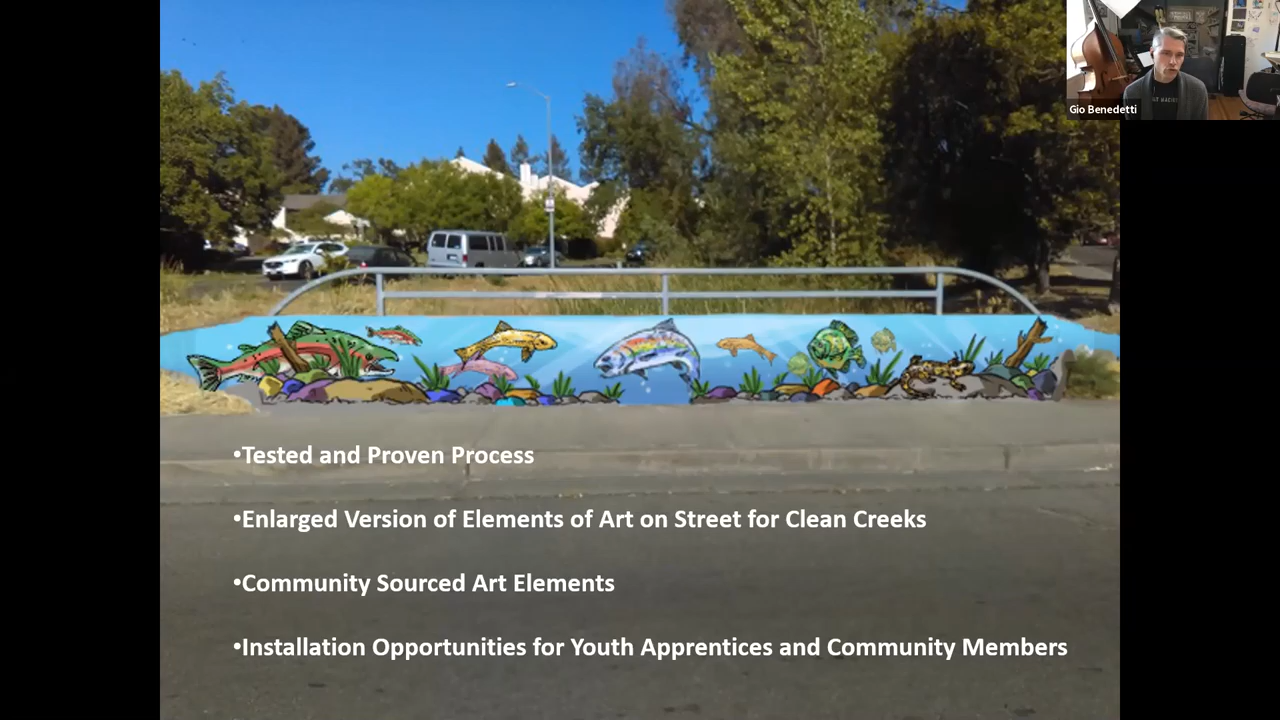 Gio Benedetti
•Tested and Proven Process
•Enlarged Version of Elements of Art on Street for Clean Creeks
•Community Sourced Art Elements
•Installation Opportunities for Youth Apprentices and Community Members